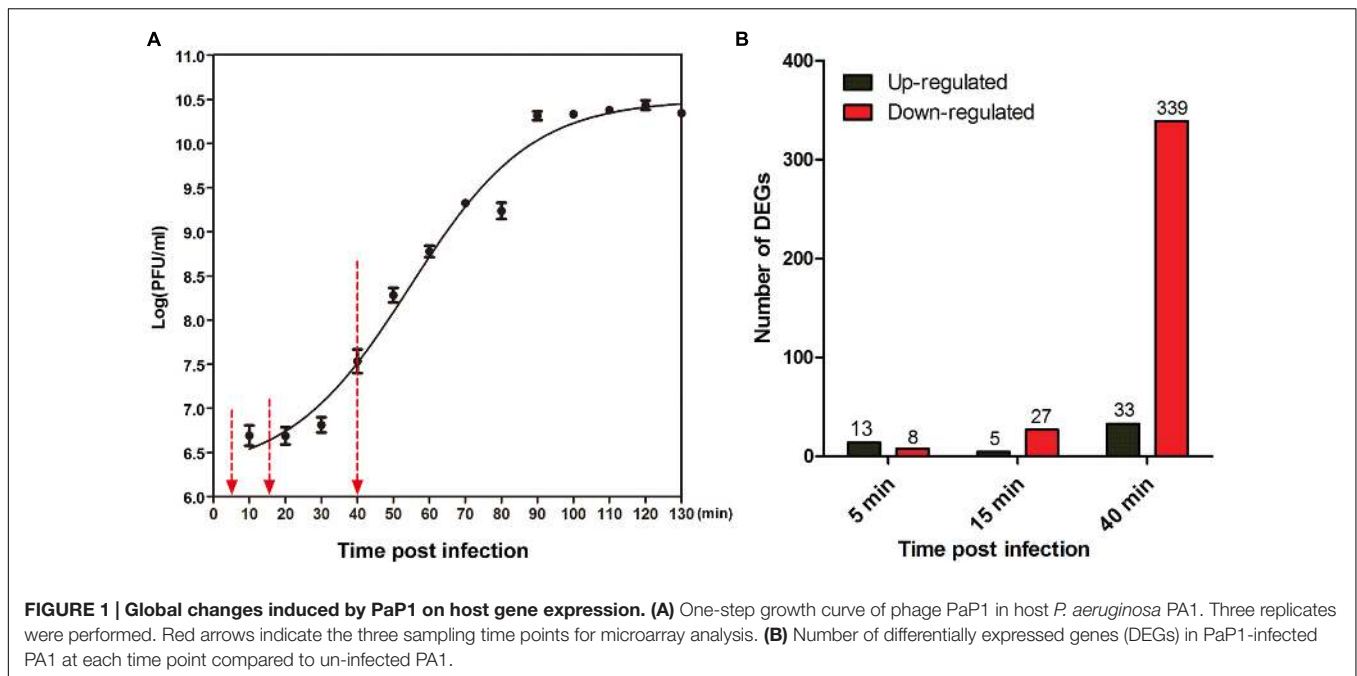 A
11.0
10.5
10.0
9.5
9.0
8.5
8.0
7.5
7.0
6.5
6.0
Log(PFU/ml)
0 10 20 30 40 50 60 70 80 90 100 110 120 130 (min)
Time post infection
B
400
300
200
100
0
Number of DEGs
Up-regulated
Down-regulated
13 8 5 27 33 339
5 min 15 min 40 min
Time post infection
FIGURE 1 | Global changes induced by PaP1 on host gene expression. (A) One-step growth curve of phage PaP1 in host P. aeruginosa PA1. Three replicates
were performed. Red arrows indicate the three sampling time points for microarray analysis. (B) Number of differentially expressed genes (DEGs) in PaP1-infected
PA1 at each time point compared to un-infected PA1.